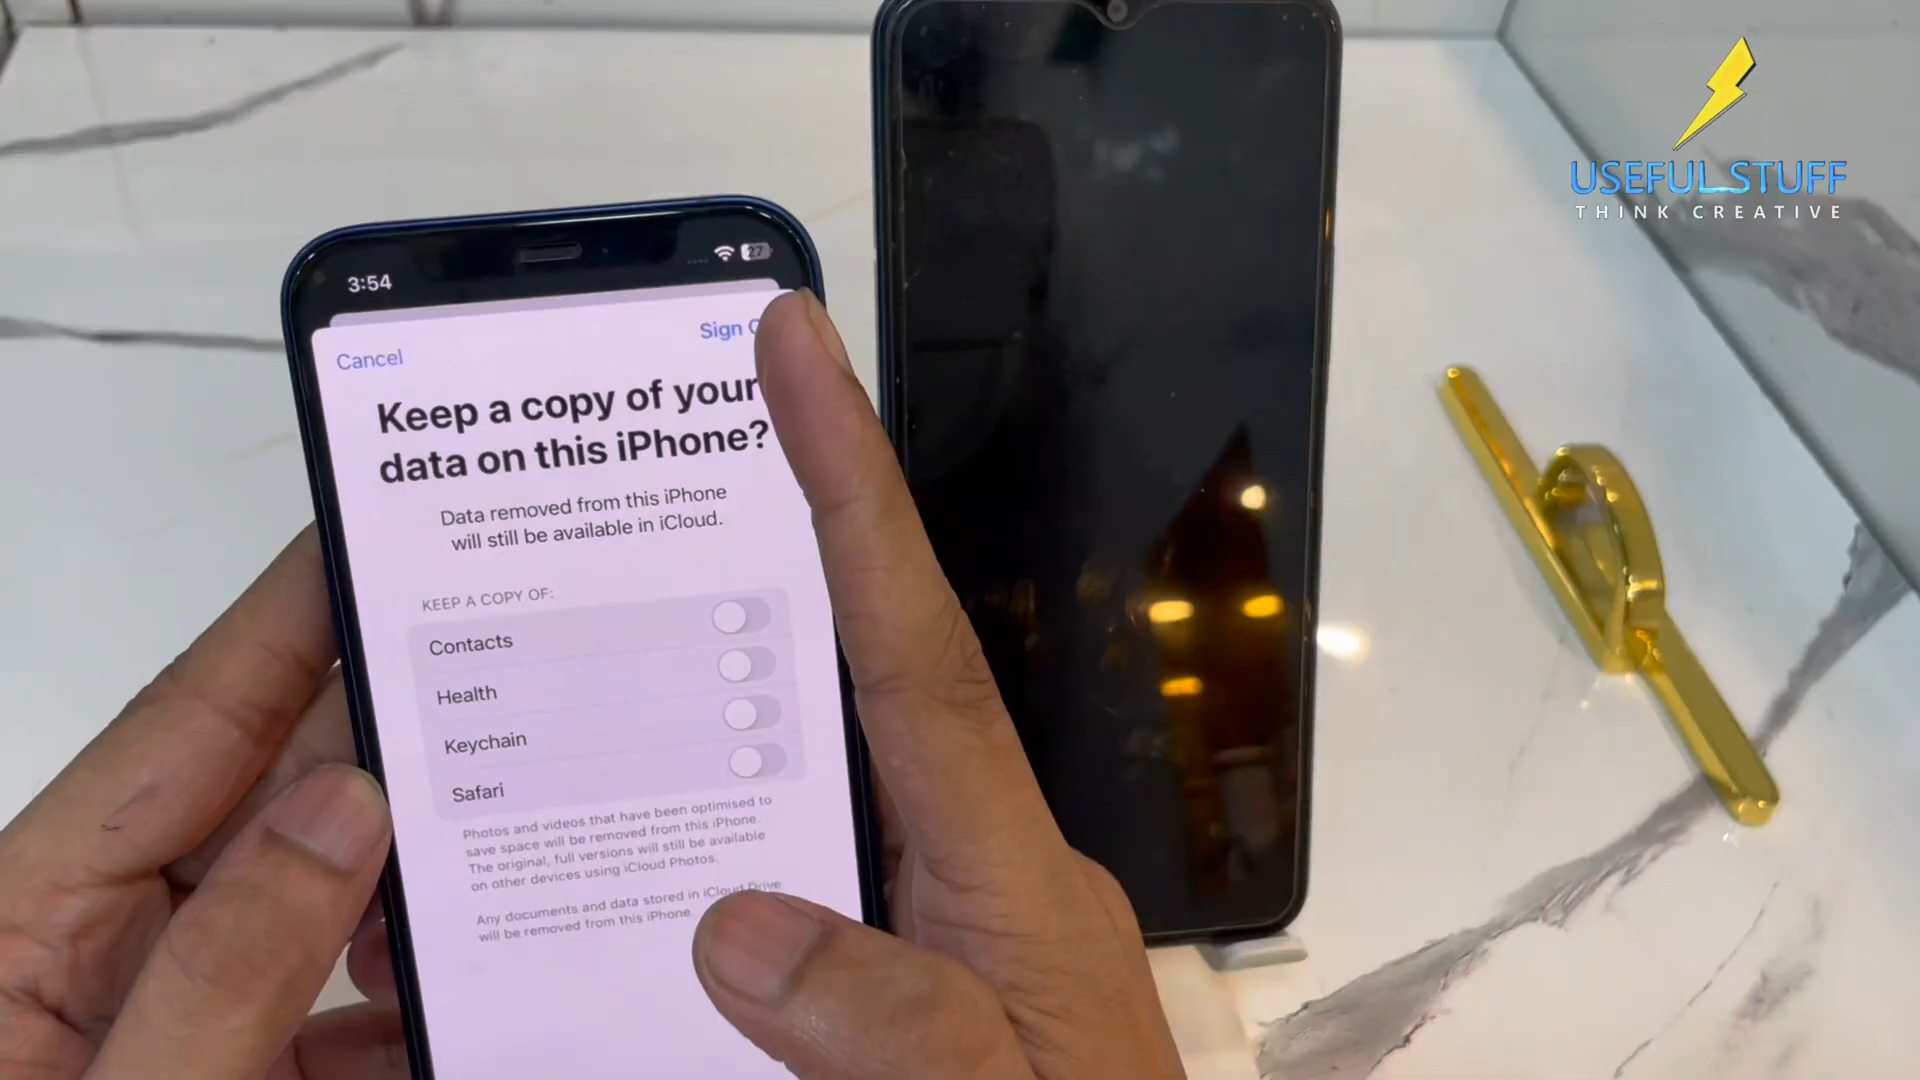 USEFUL STUFF
THINK CREATIVE
3:54
27
Cancel
Sign
Keep a copy of your
data on this iPhone?
Data removed from this iPhone
will still be available in iCloud.
KEEP A COPY OF:
Contacts
Health
Keychain
Safari
Photos and videos that have been optimised to
save space will be removed from this iPhone.
The original, full versions will still be available
on other devices using iCloud Photos.
Any documents and data stored in iCloud Drive
will be removed from this iPhone.